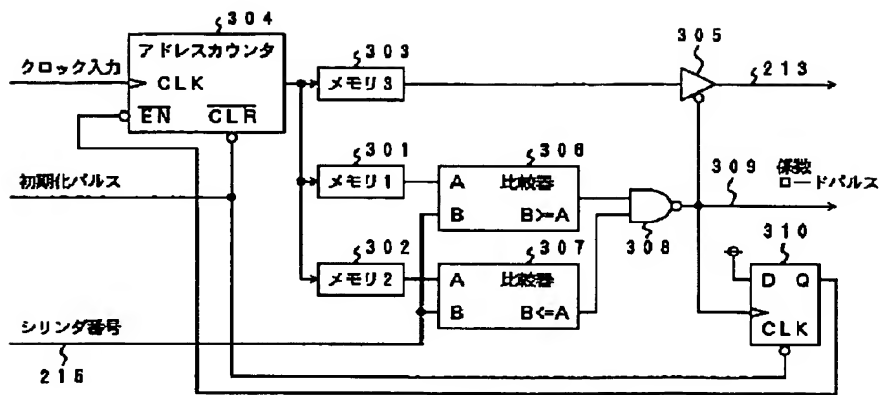 304
アドレスカウンタ
クロック入力
CLK
EN
CLR
303
メモリ3
305
213
初期化パルス
301
メモリ1
306
A 比較器
B B>=A
308
309
係数
ロードパルス
302
メモリ2
307
A 比較器
B B<=A
310
D Q
CLK
シリンダ番号
215